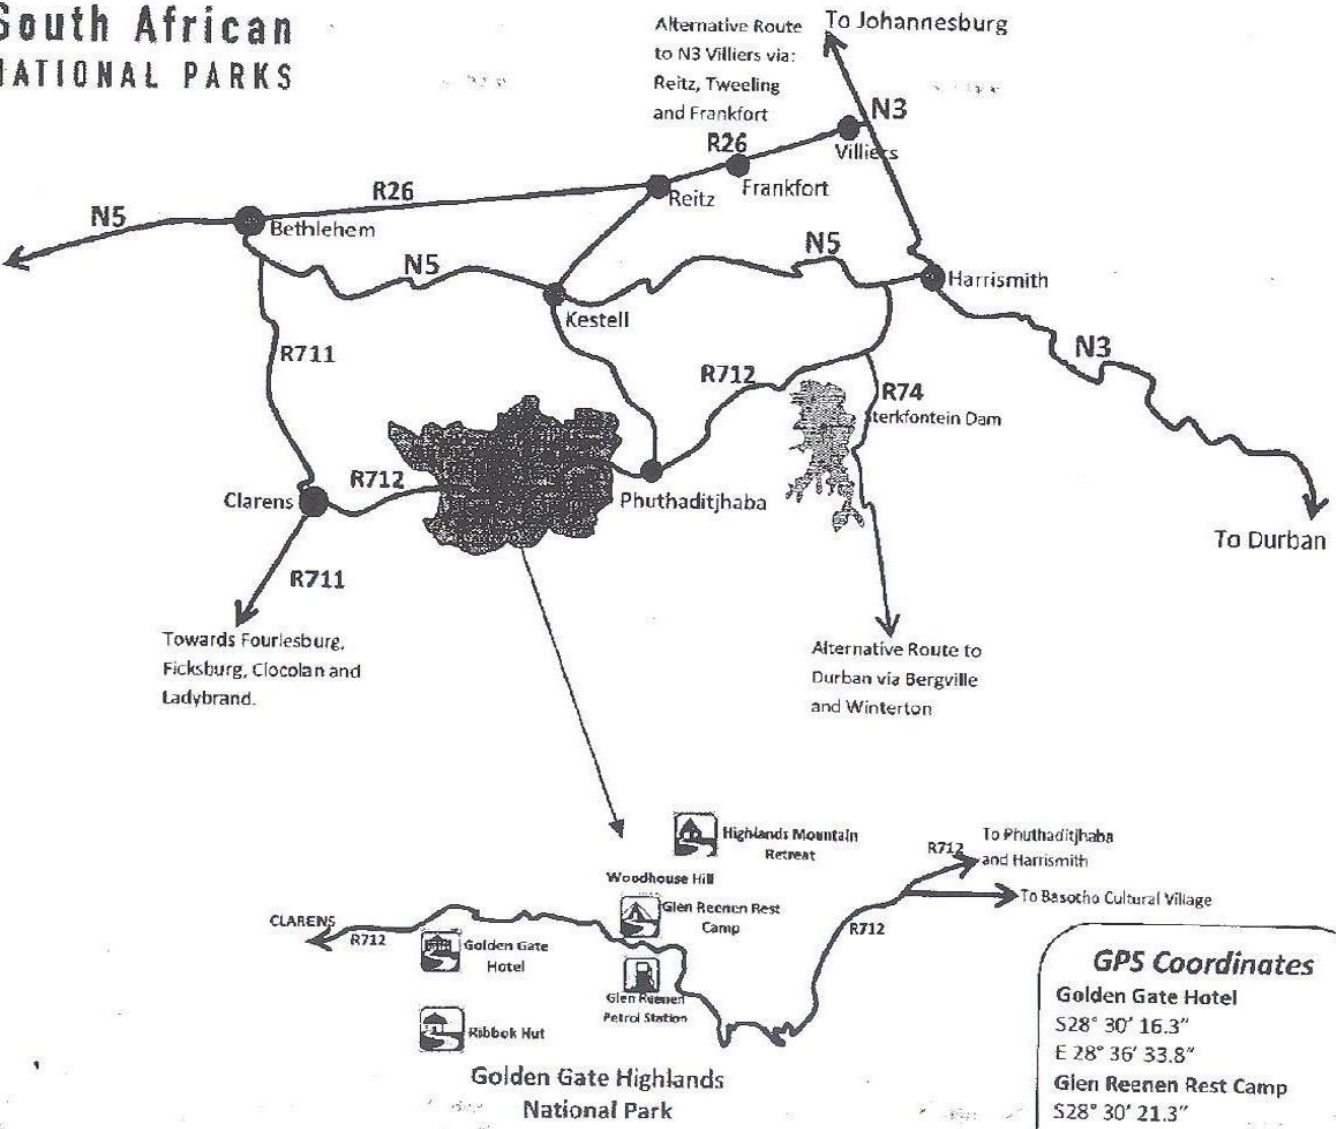 South African
NATIONAL PARKS
Alternative Route
to N3 Villiers via:
Reitz, Tweeling
and Frankfort
To Johannesburg
N3
R26
Villiers
Frankfort
R26
Reitz
N5
Bethlehem
N5
N5
Harrismith
Kestell
R711
N3
R712
R74
Sterkfontein Dam
R712
Clarens
Phuthaditjhaba
To Durban
R711
Towards Fourlesburg,
Ficksburg, Clocolan and
Ladybrand.
Alternative Route to
Durban via Bergville
and Winterton
Highlands Mountain
Retreat
Woodhouse Hill
Glen Reenen Rest
Camp
CLARENS
R712
Golden Gate
Hotel
Glen Reenen
Petrol Station
Ribbok Hut
R712
To Phuthaditjhaba
and Harrismith
To Basotho Cultural Village
R712
Golden Gate Highlands
National Park
GPS Coordinates
Golden Gate Hotel
S28° 30' 16.3"
E 28° 36' 33.8"
Glen Reenen Rest Camp
S28° 30' 21.3"